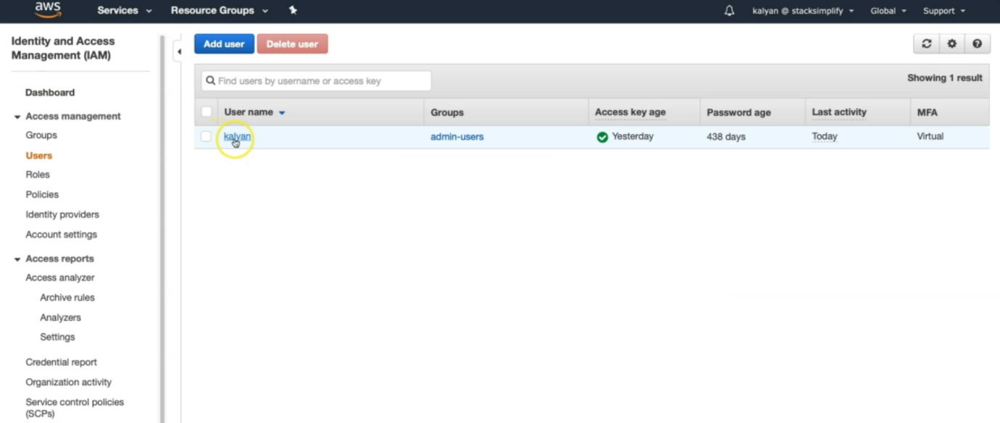 aws Services Resource Groups kalyan @ stacksimplify Global Support
Identity and Access
Management (IAM)
Dashboard
Access management
Groups
Users
Roles
Policies
Identity providers
Account settings
Access reports
Access analyzer
Archive rules
Analyzers
Settings
Credential report
Organization activity
Service control policies
(SCPs)
Add user Delete user
Find users by username or access key
Showing 1 result
User name Groups Access key age Password age Last activity MFA
kalyan admin-users Yesterday 438 days Today Virtual